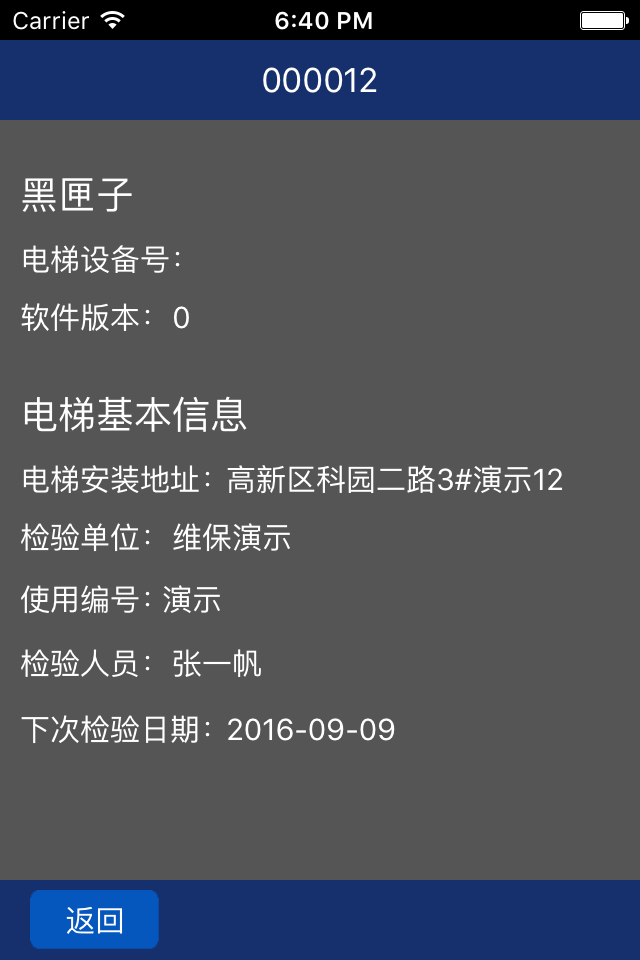 Carrier 6:40 PM
000012
黑匣子
电梯设备号：
软件版本： 0
电梯基本信息
电梯安装地址：高新区科园二路3#演示12
检验单位： 维保演示
使用编号：演示
检验人员： 张一帆
下次检验日期：2016-09-09
返回